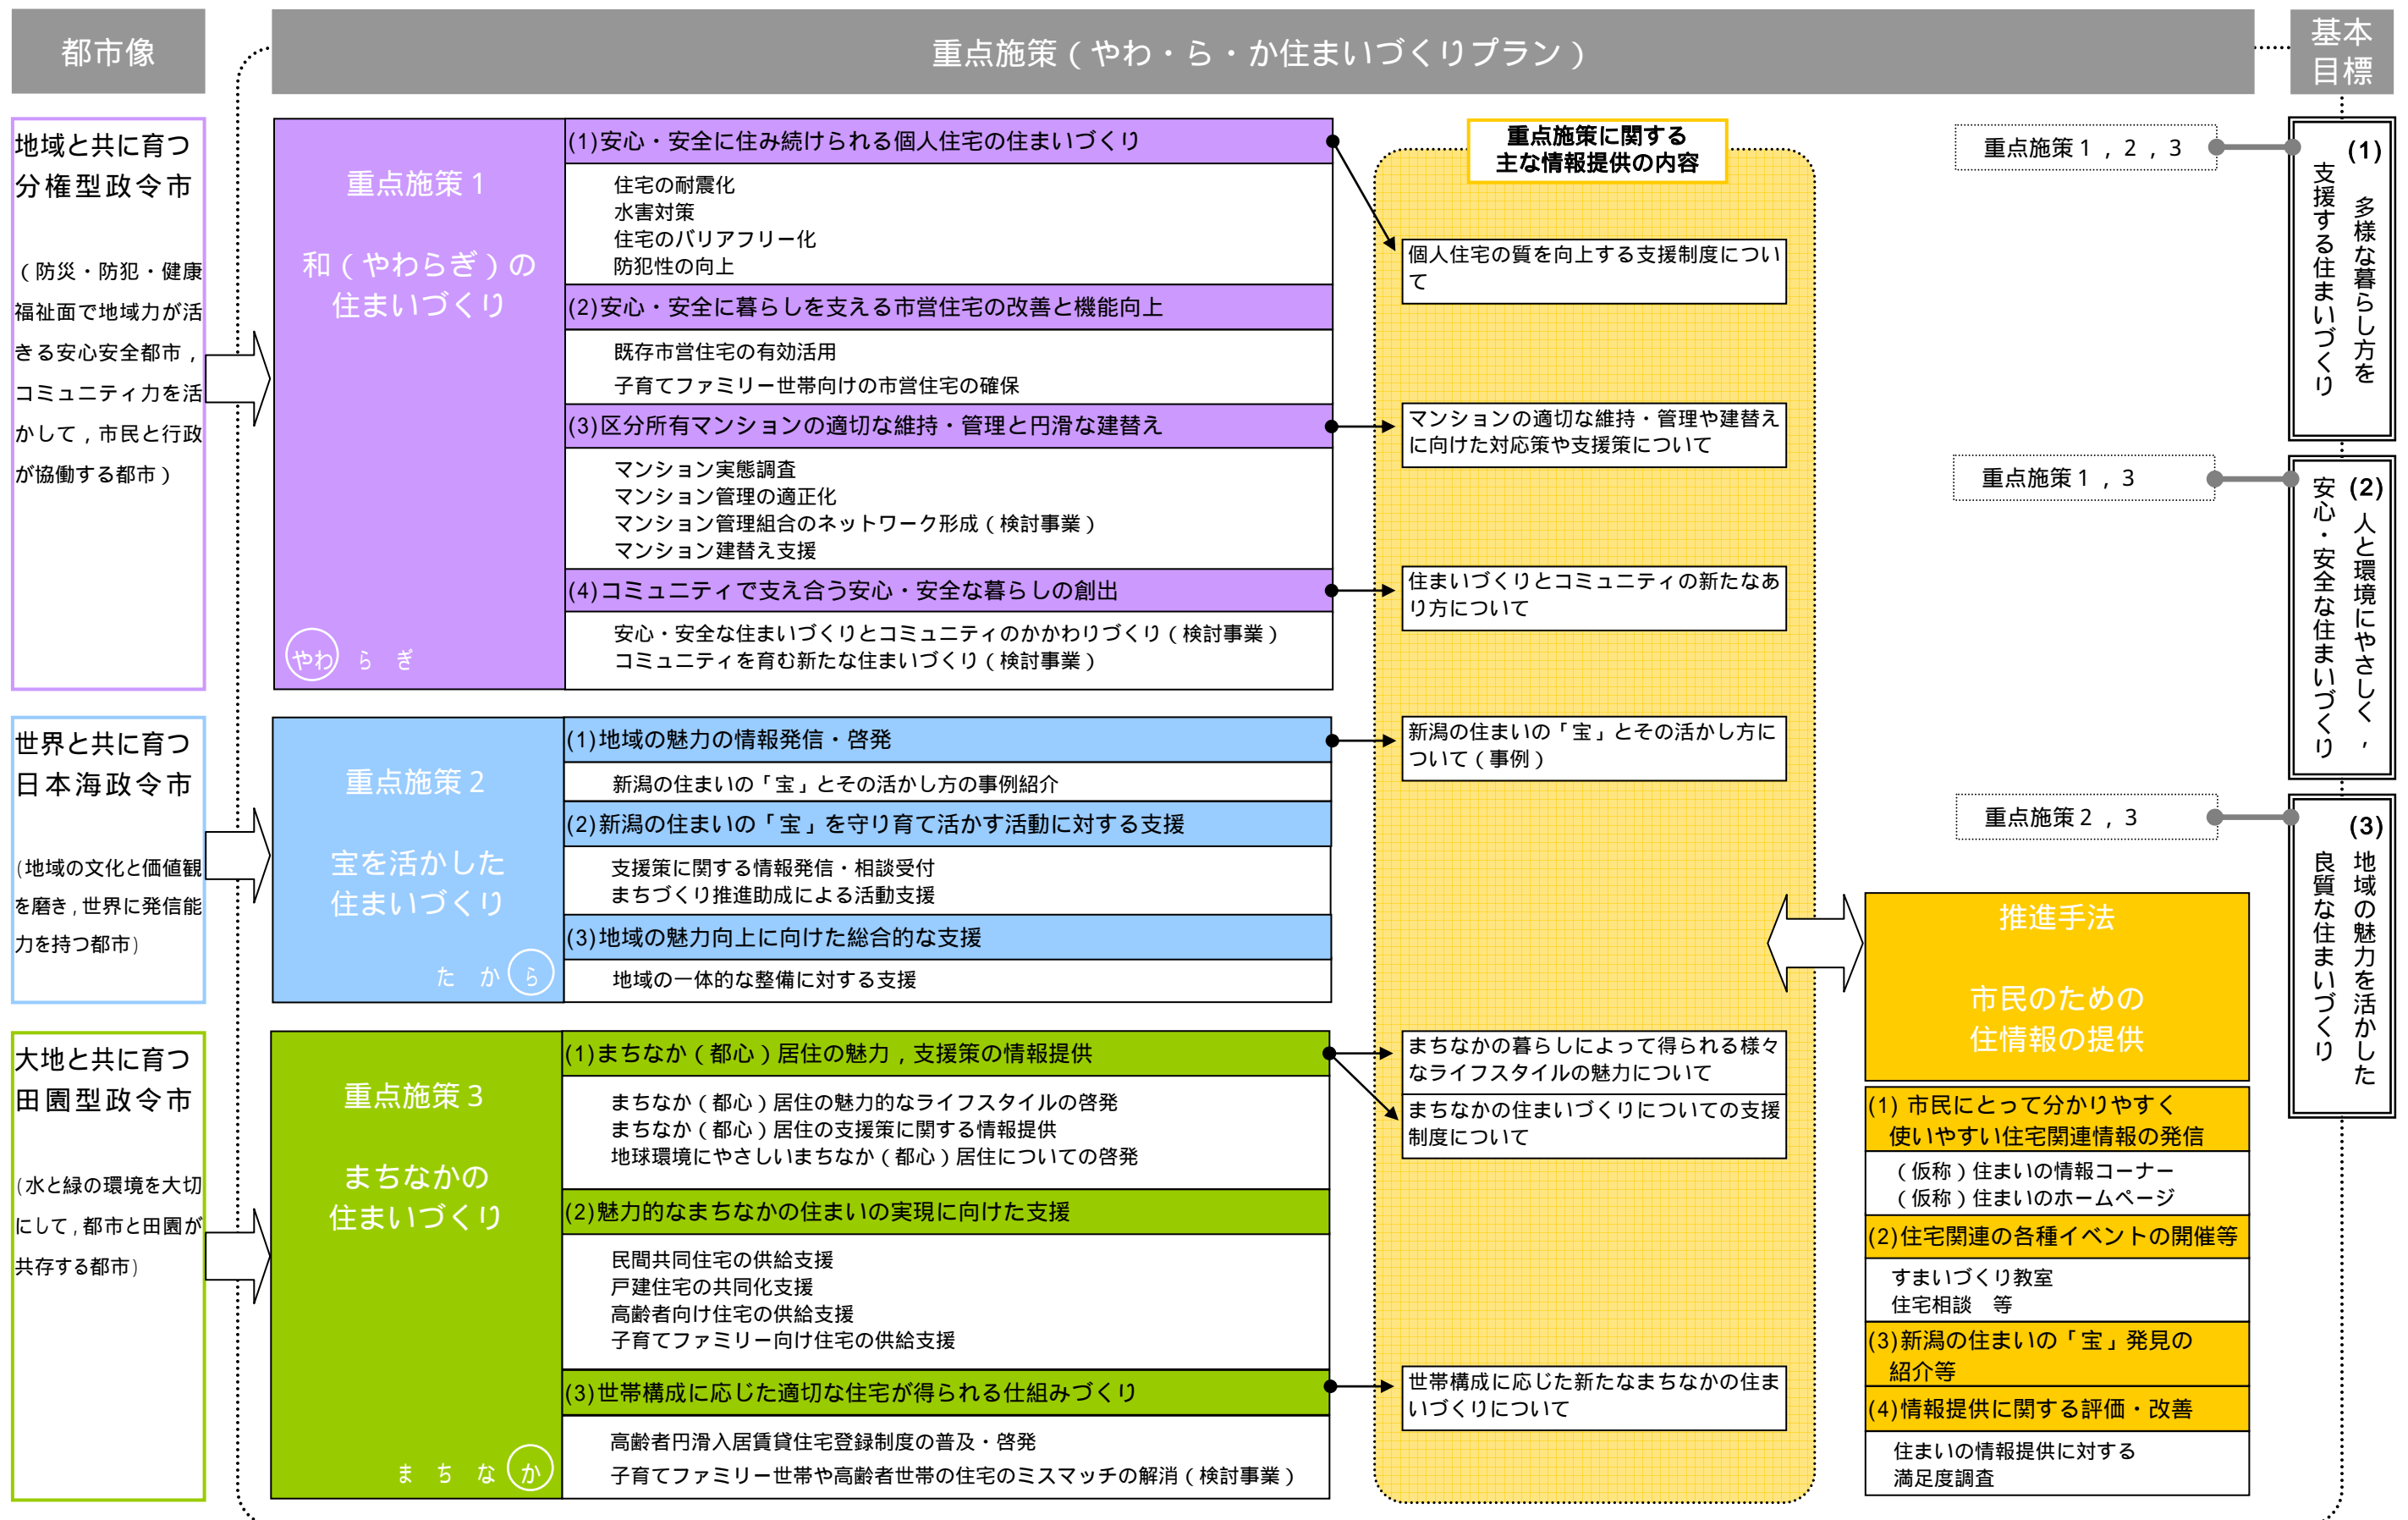 都市像
重点施策（やわ・ら・か住まいづくりプラン）
基本
目標
地域と共に育つ
分権型政令市
（防災・防犯・健康
福祉面で地域力が活
きる安心安全都市，
コミュニティ力を活
かして，市民と行政
が協働する都市）
重点施策１
和（やわらぎ）の
住まいづくり
やわ ら ぎ
(1)安心・安全に住み続けられる個人住宅の住まいづくり
住宅の耐震化
水害対策
住宅のバリアフリー化
防犯性の向上
(2)安心・安全に暮らしを支える市営住宅の改善と機能向上
既存市営住宅の有効活用
子育てファミリー世帯向けの市営住宅の確保
(3)区分所有マンションの適切な維持・管理と円滑な建替え
マンション実態調査
マンション管理の適正化
マンション管理組合のネットワーク形成（検討事業）
マンション建替え支援
(4)コミュニティで支え合う安心・安全な暮らしの創出
安心・安全な住まいづくりとコミュニティのかかわりづくり（検討事業）
コミュニティを育む新たな住まいづくり（検討事業）
世界と共に育つ
日本海政令市
(地域の文化と価値観
を磨き，世界に発信能
力を持つ都市)
重点施策２
宝を活かした
住まいづくり
た か ら
(1)地域の魅力の情報発信・啓発
新潟の住まいの「宝」とその活かし方の事例紹介
(2)新潟の住まいの「宝」を守り育て活かす活動に対する支援
支援策に関する情報発信・相談受付
まちづくり推進助成による活動支援
(3)地域の魅力向上に向けた総合的な支援
地域の一体的な整備に対する支援
大地と共に育つ
田園型政令市
(水と緑の環境を大切
にして，都市と田園が
共存する都市)
重点施策３
まちなかの
住まいづくり
ま ち な か
(1)まちなか（都心）居住の魅力，支援策の情報提供
まちなか（都心）居住の魅力的なライフスタイルの啓発
まちなか（都心）居住の支援策に関する情報提供
地球環境にやさしいまちなか（都心）居住についての啓発
(2)魅力的なまちなかの住まいの実現に向けた支援
民間共同住宅の供給支援
戸建住宅の共同化支援
高齢者向け住宅の供給支援
子育てファミリー向け住宅の供給支援
(3)世帯構成に応じた適切な住宅が得られる仕組みづくり
高齢者円滑入居賃貸住宅登録制度の普及・啓発
子育てファミリー世帯や高齢者世帯の住宅のミスマッチの解消（検討事業）
重点施策に関する
主な情報提供の内容
個人住宅の質を向上する支援制度につい
て
マンションの適切な維持・管理や建替え
に向けた対応策や支援策について
住まいづくりとコミュニティの新たなあ
り方について
新潟の住まいの「宝」とその活かし方に
ついて（事例）
まちなかの暮らしによって得られる様々
なライフスタイルの魅力について
まちなかの住まいづくりについての支援
制度について
世帯構成に応じた新たなまちなかの住ま
いづくりについて
推進手法
市民のための
住情報の提供
(1) 市民にとって分かりやすく
使いやすい住宅関連情報の発信
（仮称）住まいの情報コーナー
（仮称）住まいのホームページ
(2)住宅関連の各種イベントの開催等
すまいづくり教室
住宅相談　等
(3)新潟の住まいの「宝」発見の
紹介等
(4)情報提供に関する評価・改善
住まいの情報提供に対する
満足度調査
重点施策１，２，３
(1)
多様な暮らし方を
支援する住まいづくり
重点施策１，３
(2)
人と環境にやさしく，
安心・安全な住まいづくり
重点施策２，３
(3)
地域の魅力を活かした
良質な住まいづくり